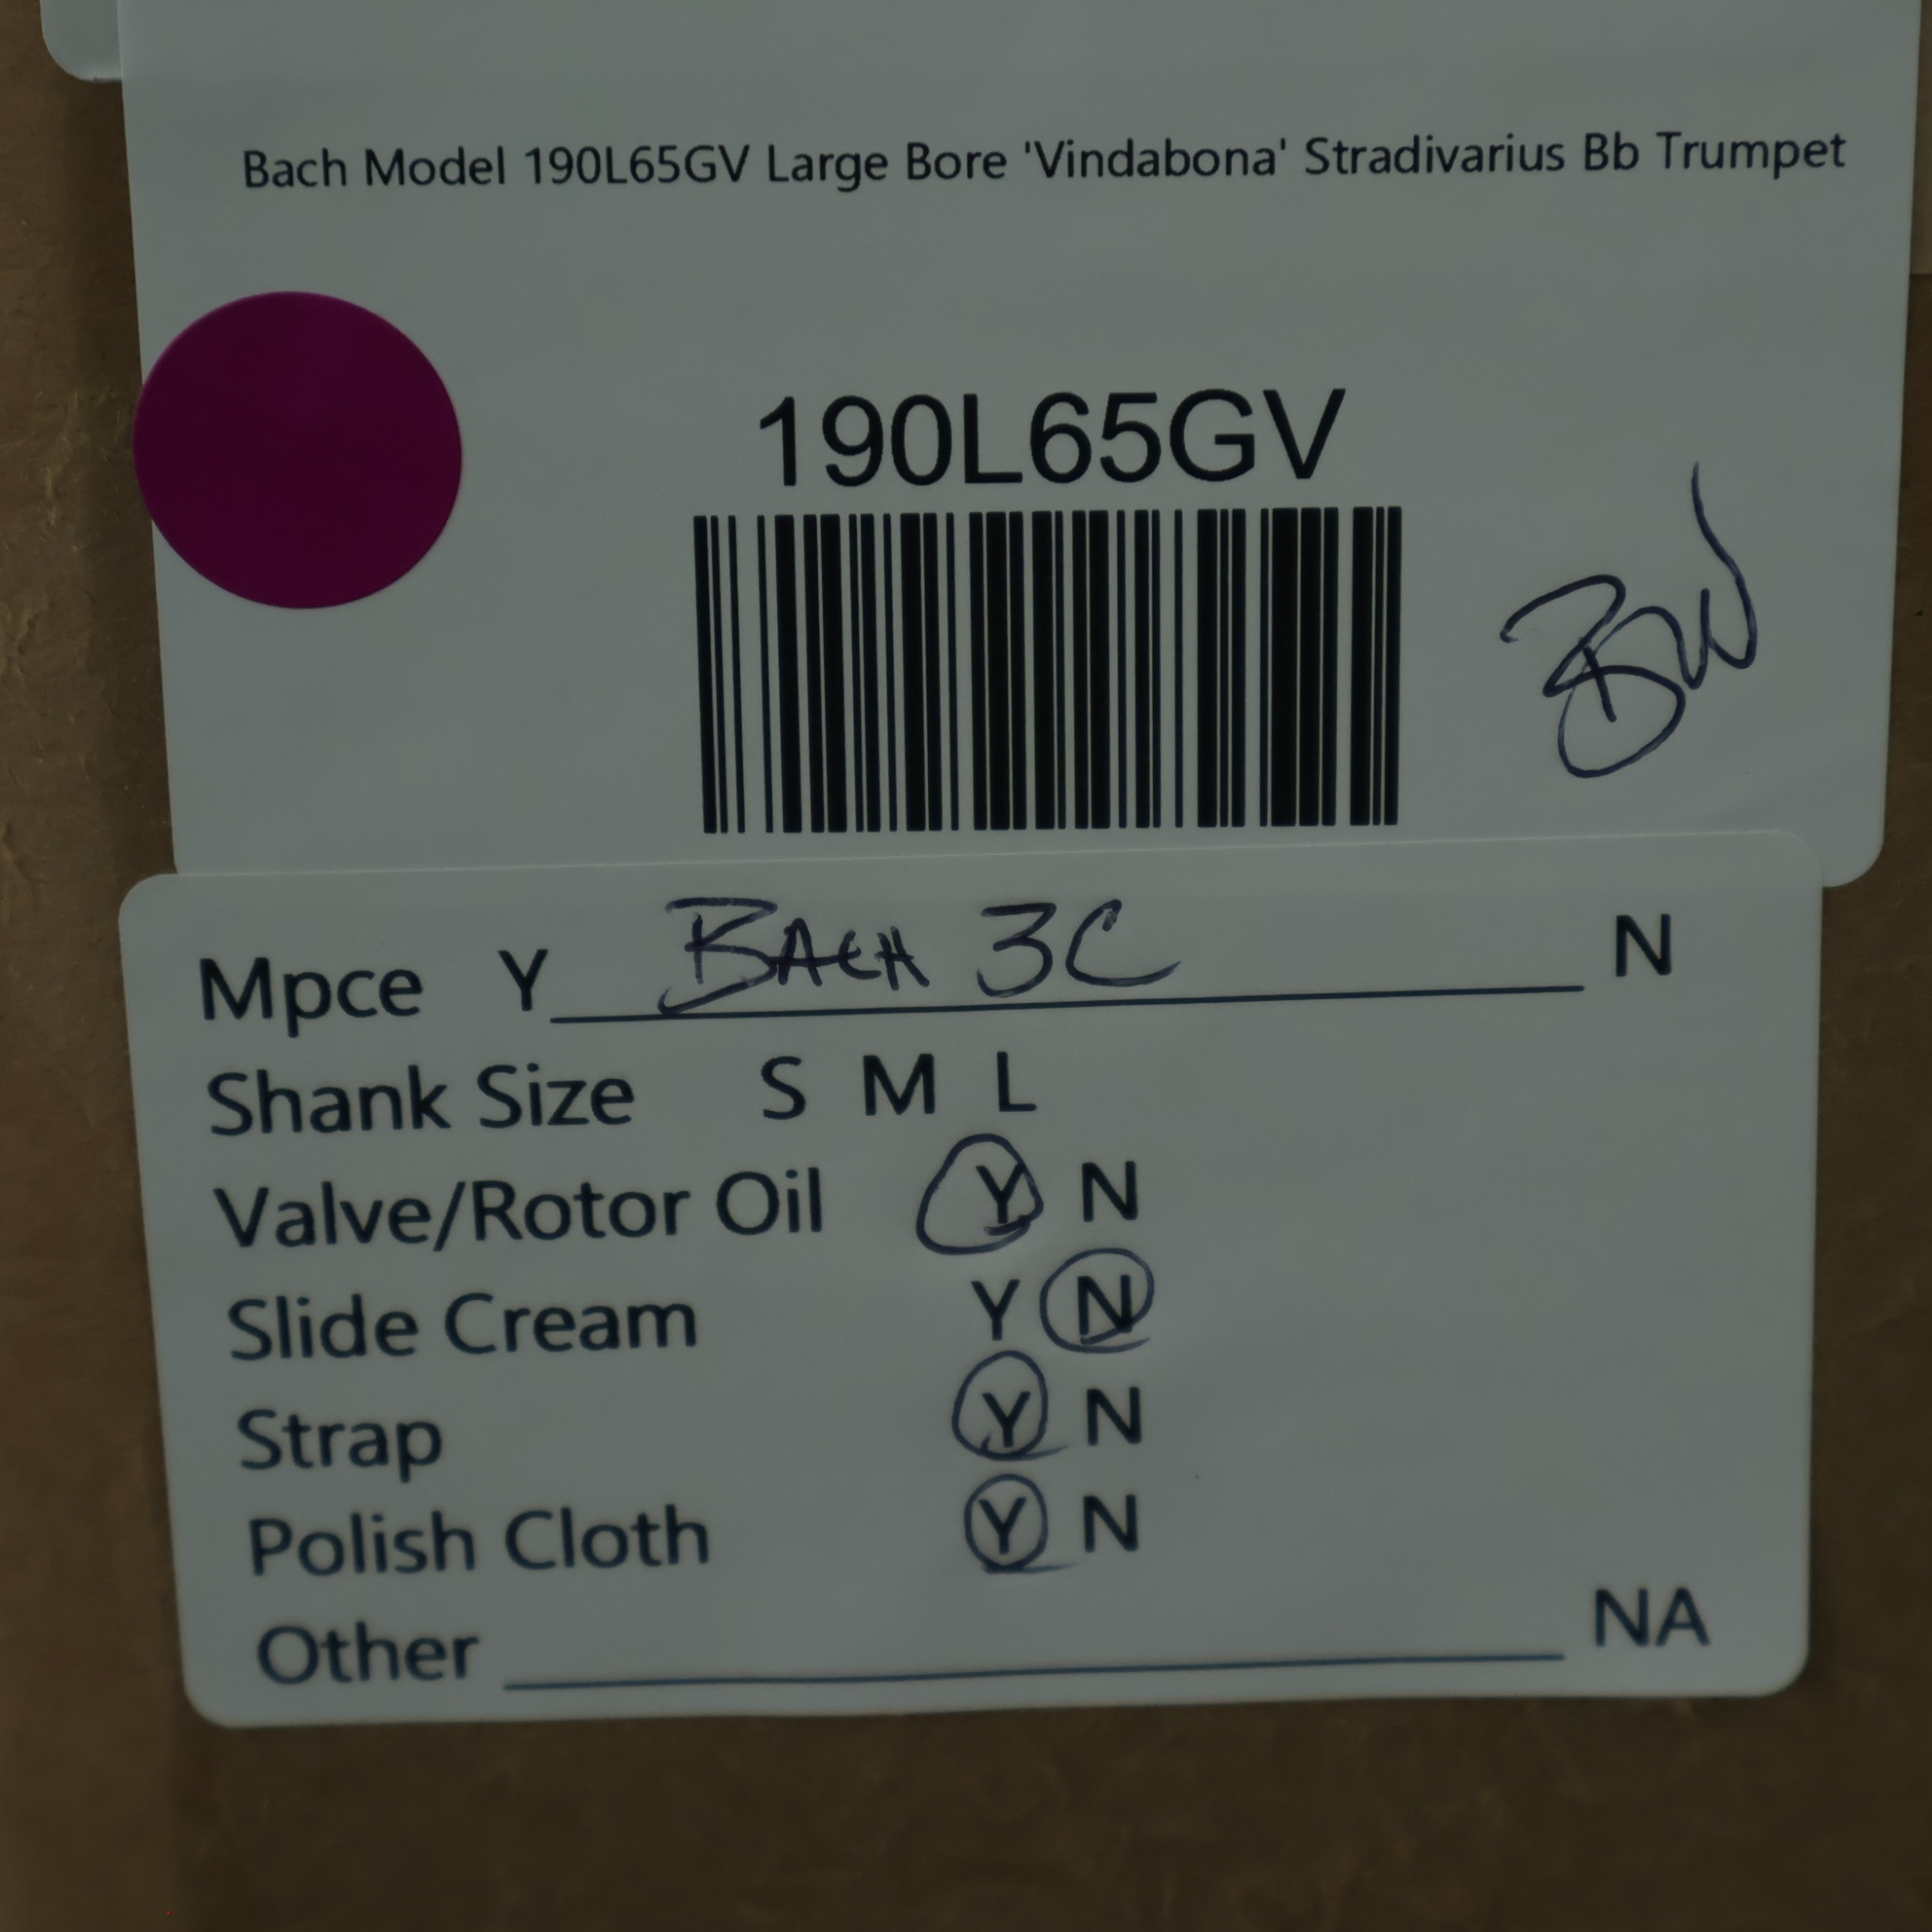 Bach Model 190L65GV Large Bore 'Vindabona' Stradivarius Bb Trumpet
190L65GV
BW
Mpce Y BACH 3C N
Shank Size S M L
Valve/Rotor Oil Y N
Slide Cream Y N
Strap Y N
Polish Cloth Y N
Other NA